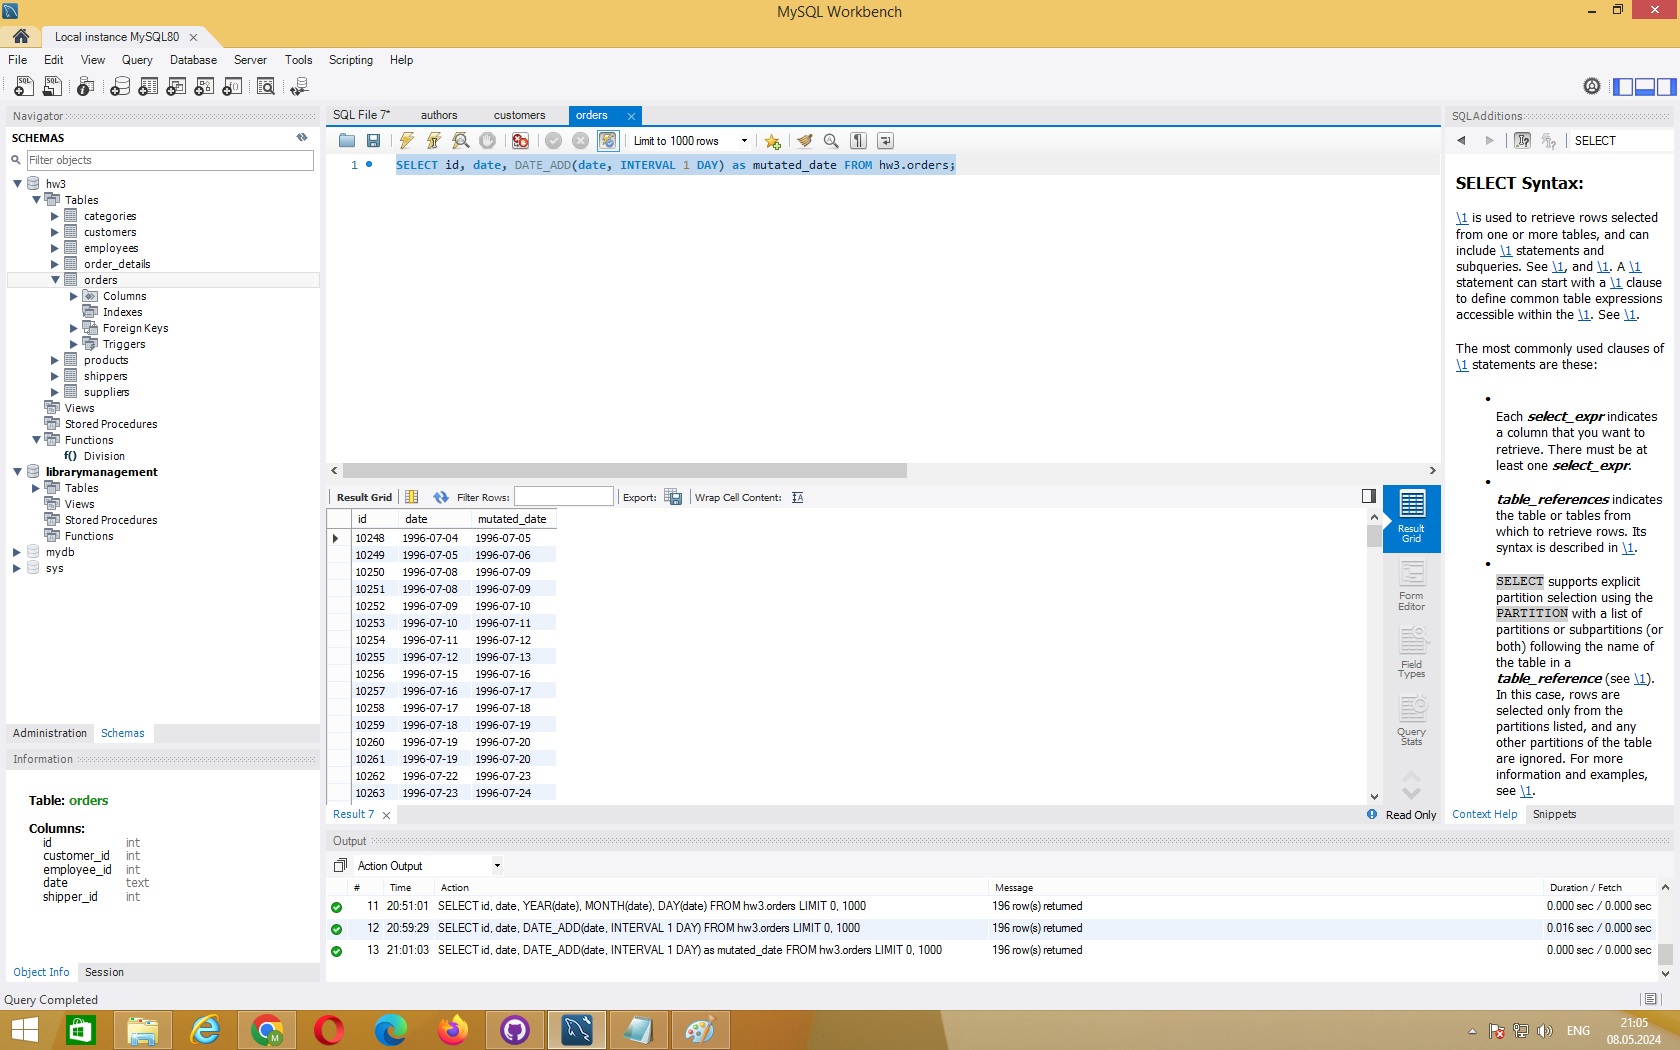 MySQL Workbench
Local instance MySQL80
File Edit View Query Database Server Tools Scripting Help
Navigator
SCHEMAS
Filter objects
hw3
Tables
categories
customers
employees
order_details
orders
Columns
Indexes
Foreign Keys
Triggers
products
shippers
suppliers
Views
Stored Procedures
Functions
f() Division
librarymanagement
Tables
Views
Stored Procedures
Functions
mydb
sys
Administration Schemas
Information
Table: orders
Columns:
id int
customer_id int
employee_id int
date text
shipper_id int
Object Info Session
SQL File 7* authors customers orders
Limit to 1000 rows
1 SELECT id, date, DATE_ADD(date, INTERVAL 1 DAY) as mutated_date FROM hw3.orders;
Result Grid Filter Rows: Export: Wrap Cell Content:
id date mutated_date
10248 1996-07-04 1996-07-05
10249 1996-07-05 1996-07-06
10250 1996-07-08 1996-07-09
10251 1996-07-08 1996-07-09
10252 1996-07-09 1996-07-10
10253 1996-07-10 1996-07-11
10254 1996-07-11 1996-07-12
10255 1996-07-12 1996-07-13
10256 1996-07-15 1996-07-16
10257 1996-07-16 1996-07-17
10258 1996-07-17 1996-07-18
10259 1996-07-18 1996-07-19
10260 1996-07-19 1996-07-20
10261 1996-07-19 1996-07-20
10262 1996-07-22 1996-07-23
10263 1996-07-23 1996-07-24
Result Grid
Form Editor
Field Types
Query Stats
Result 7
Read Only
Output
Action Output
# Time Action Message Duration / Fetch
11 20:51:01 SELECT id, date, YEAR(date), MONTH(date), DAY(date) FROM hw3.orders LIMIT 0, 1000 196 row(s) returned 0.000 sec / 0.000 sec
12 20:59:29 SELECT id, date, DATE_ADD(date, INTERVAL 1 DAY) FROM hw3.orders LIMIT 0, 1000 196 row(s) returned 0.016 sec / 0.000 sec
13 21:01:03 SELECT id, date, DATE_ADD(date, INTERVAL 1 DAY) as mutated_date FROM hw3.orders LIMIT 0, 1000 196 row(s) returned 0.000 sec / 0.000 sec
SQLAdditions
SELECT
SELECT Syntax:
\1 is used to retrieve rows selected
from one or more tables, and can
include \1 statements and
subqueries. See \1, and \1. A \1
statement can start with a \1 clause
to define common table expressions
accessible within the \1. See \1.
The most commonly used clauses of
\1 statements are these:
• 
Each select_expr indicates
a column that you want to
retrieve. There must be at
least one select_expr.
• 
table_references indicates
the table or tables from
which to retrieve rows. Its
syntax is described in \1.
• 
SELECT supports explicit
partition selection using the
PARTITION with a list of
partitions or subpartitions (or
both) following the name of
the table in a
table_reference (see \1).
In this case, rows are
selected only from the
partitions listed, and any
other partitions of the table
are ignored. For more
information and examples,
see \1.
Context Help Snippets
Query Completed
M
ENG
21:05
08.05.2024